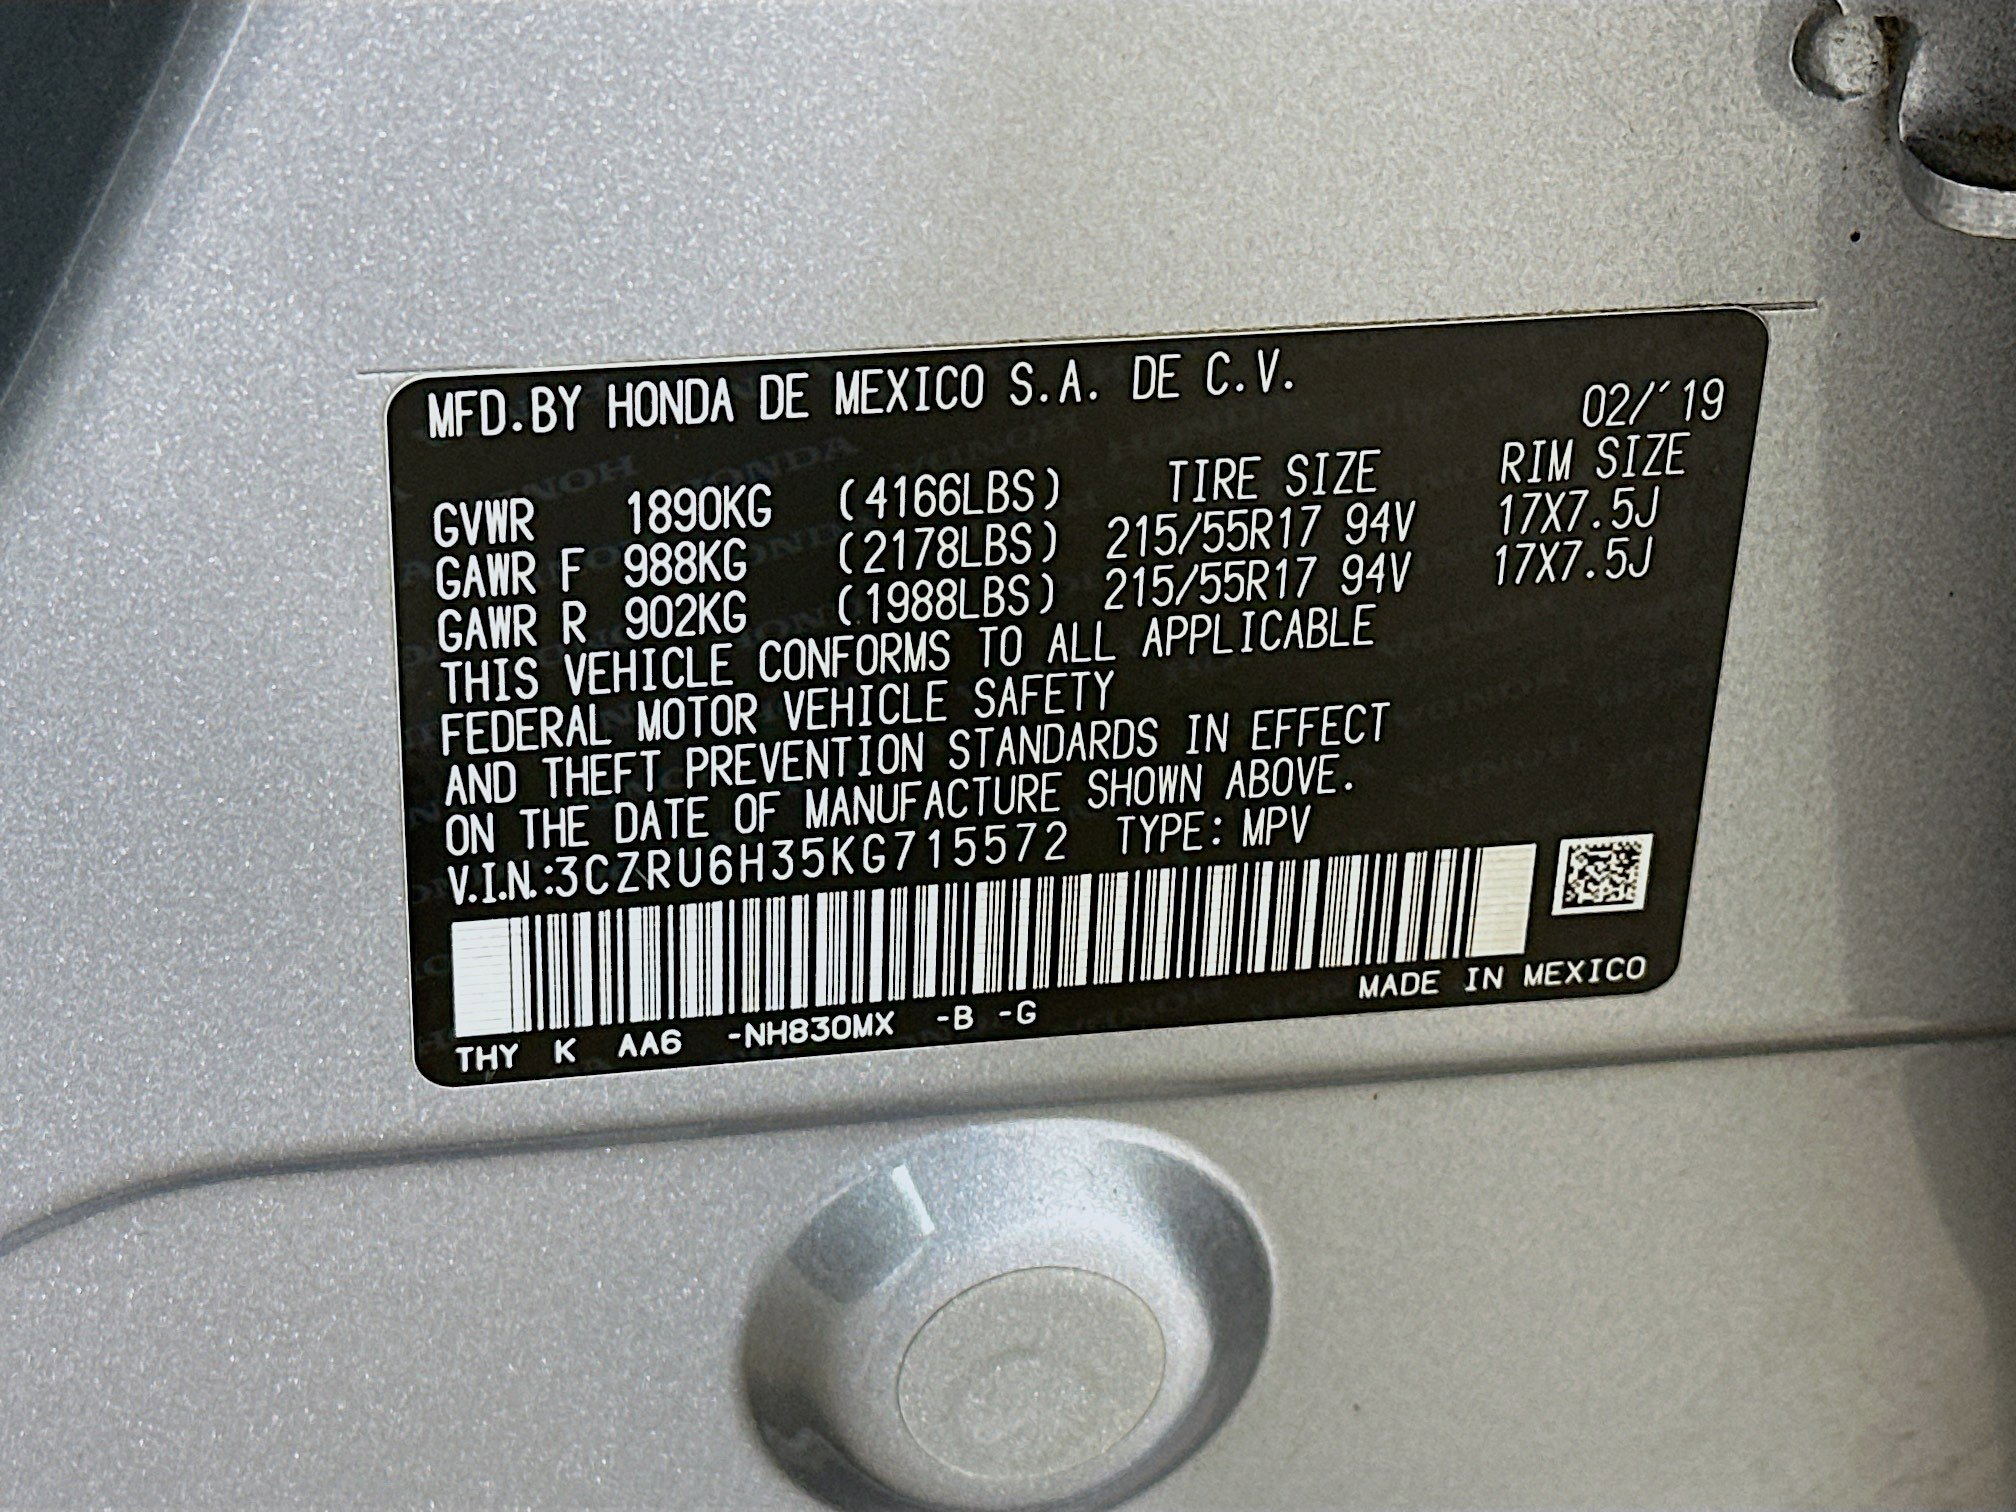 MFD.BY HONDA DE MEXICO S.A. DE C.V.
02/'19
GVWR 1890KG (4166LBS) TIRE SIZE RIM SIZE
GAWR F 988KG (2178LBS) 215/55R17 94V 17X7.5J
GAWR R 902KG (1988LBS) 215/55R17 94V 17X7.5J
THIS VEHICLE CONFORMS TO ALL APPLICABLE
FEDERAL MOTOR VEHICLE SAFETY
AND THEFT PREVENTION STANDARDS IN EFFECT
ON THE DATE OF MANUFACTURE SHOWN ABOVE.
V.I.N.:3CZRU6H35KG715572 TYPE:MPV
MADE IN MEXICO
THY K AA6 -NH830MX -B -G